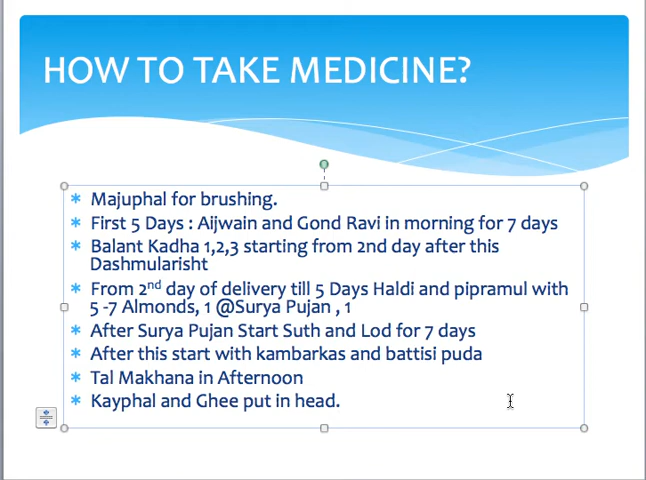 HOW TO TAKE MEDICINE?
Majuphal for brushing.
First 5 Days : Aijwain and Gond Ravi in morning for 7 days
Balant Kadha 1,2,3 starting from 2nd day after this
Dashmularisht
From 2nd day of delivery till 5 Days Haldi and pipramul with
5 -7 Almonds, 1 @Surya Pujan , 1
After Surya Pujan Start Suth and Lod for 7 days
After this start with kambarkas and battisi puda
Tal Makhana in Afternoon
Kayphal and Ghee put in head.